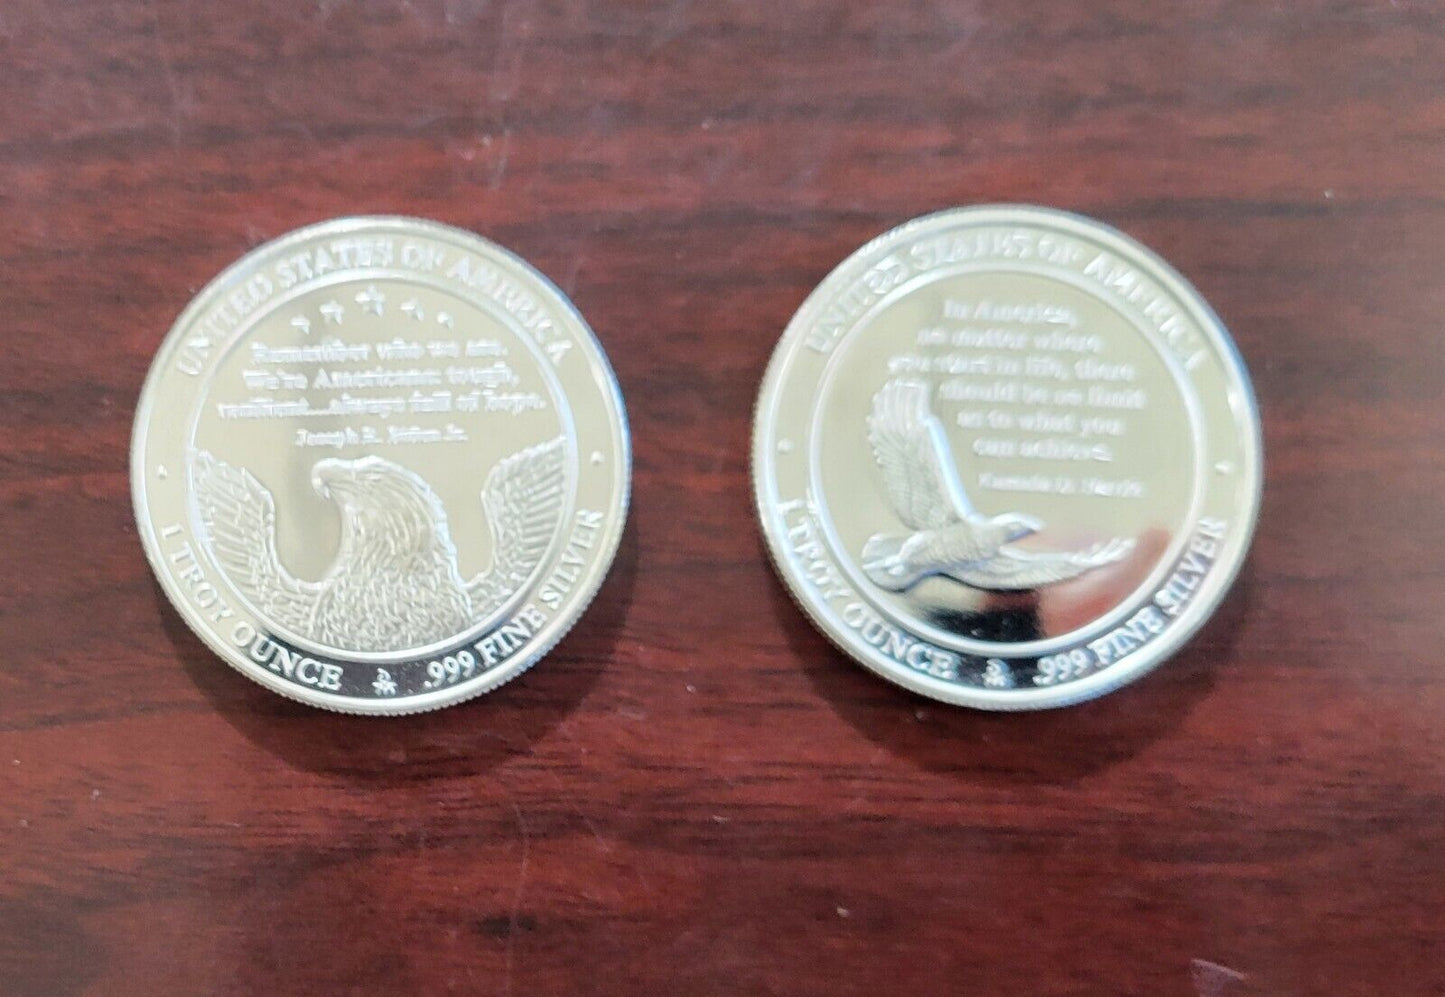 UNITED STATES OF AMERICA
Remember who we are.
We're Americans: tough,
resilient...always full of hope.
Joseph R. Biden Jr.
1 TROY OUNCE .999 FINE SILVER
UNITED STATES OF AMERICA
In America,
no matter where
you start in life, there
should be no limit
as to what you
can achieve.
Kamala D. Harris
1 TROY OUNCE .999 FINE SILVER